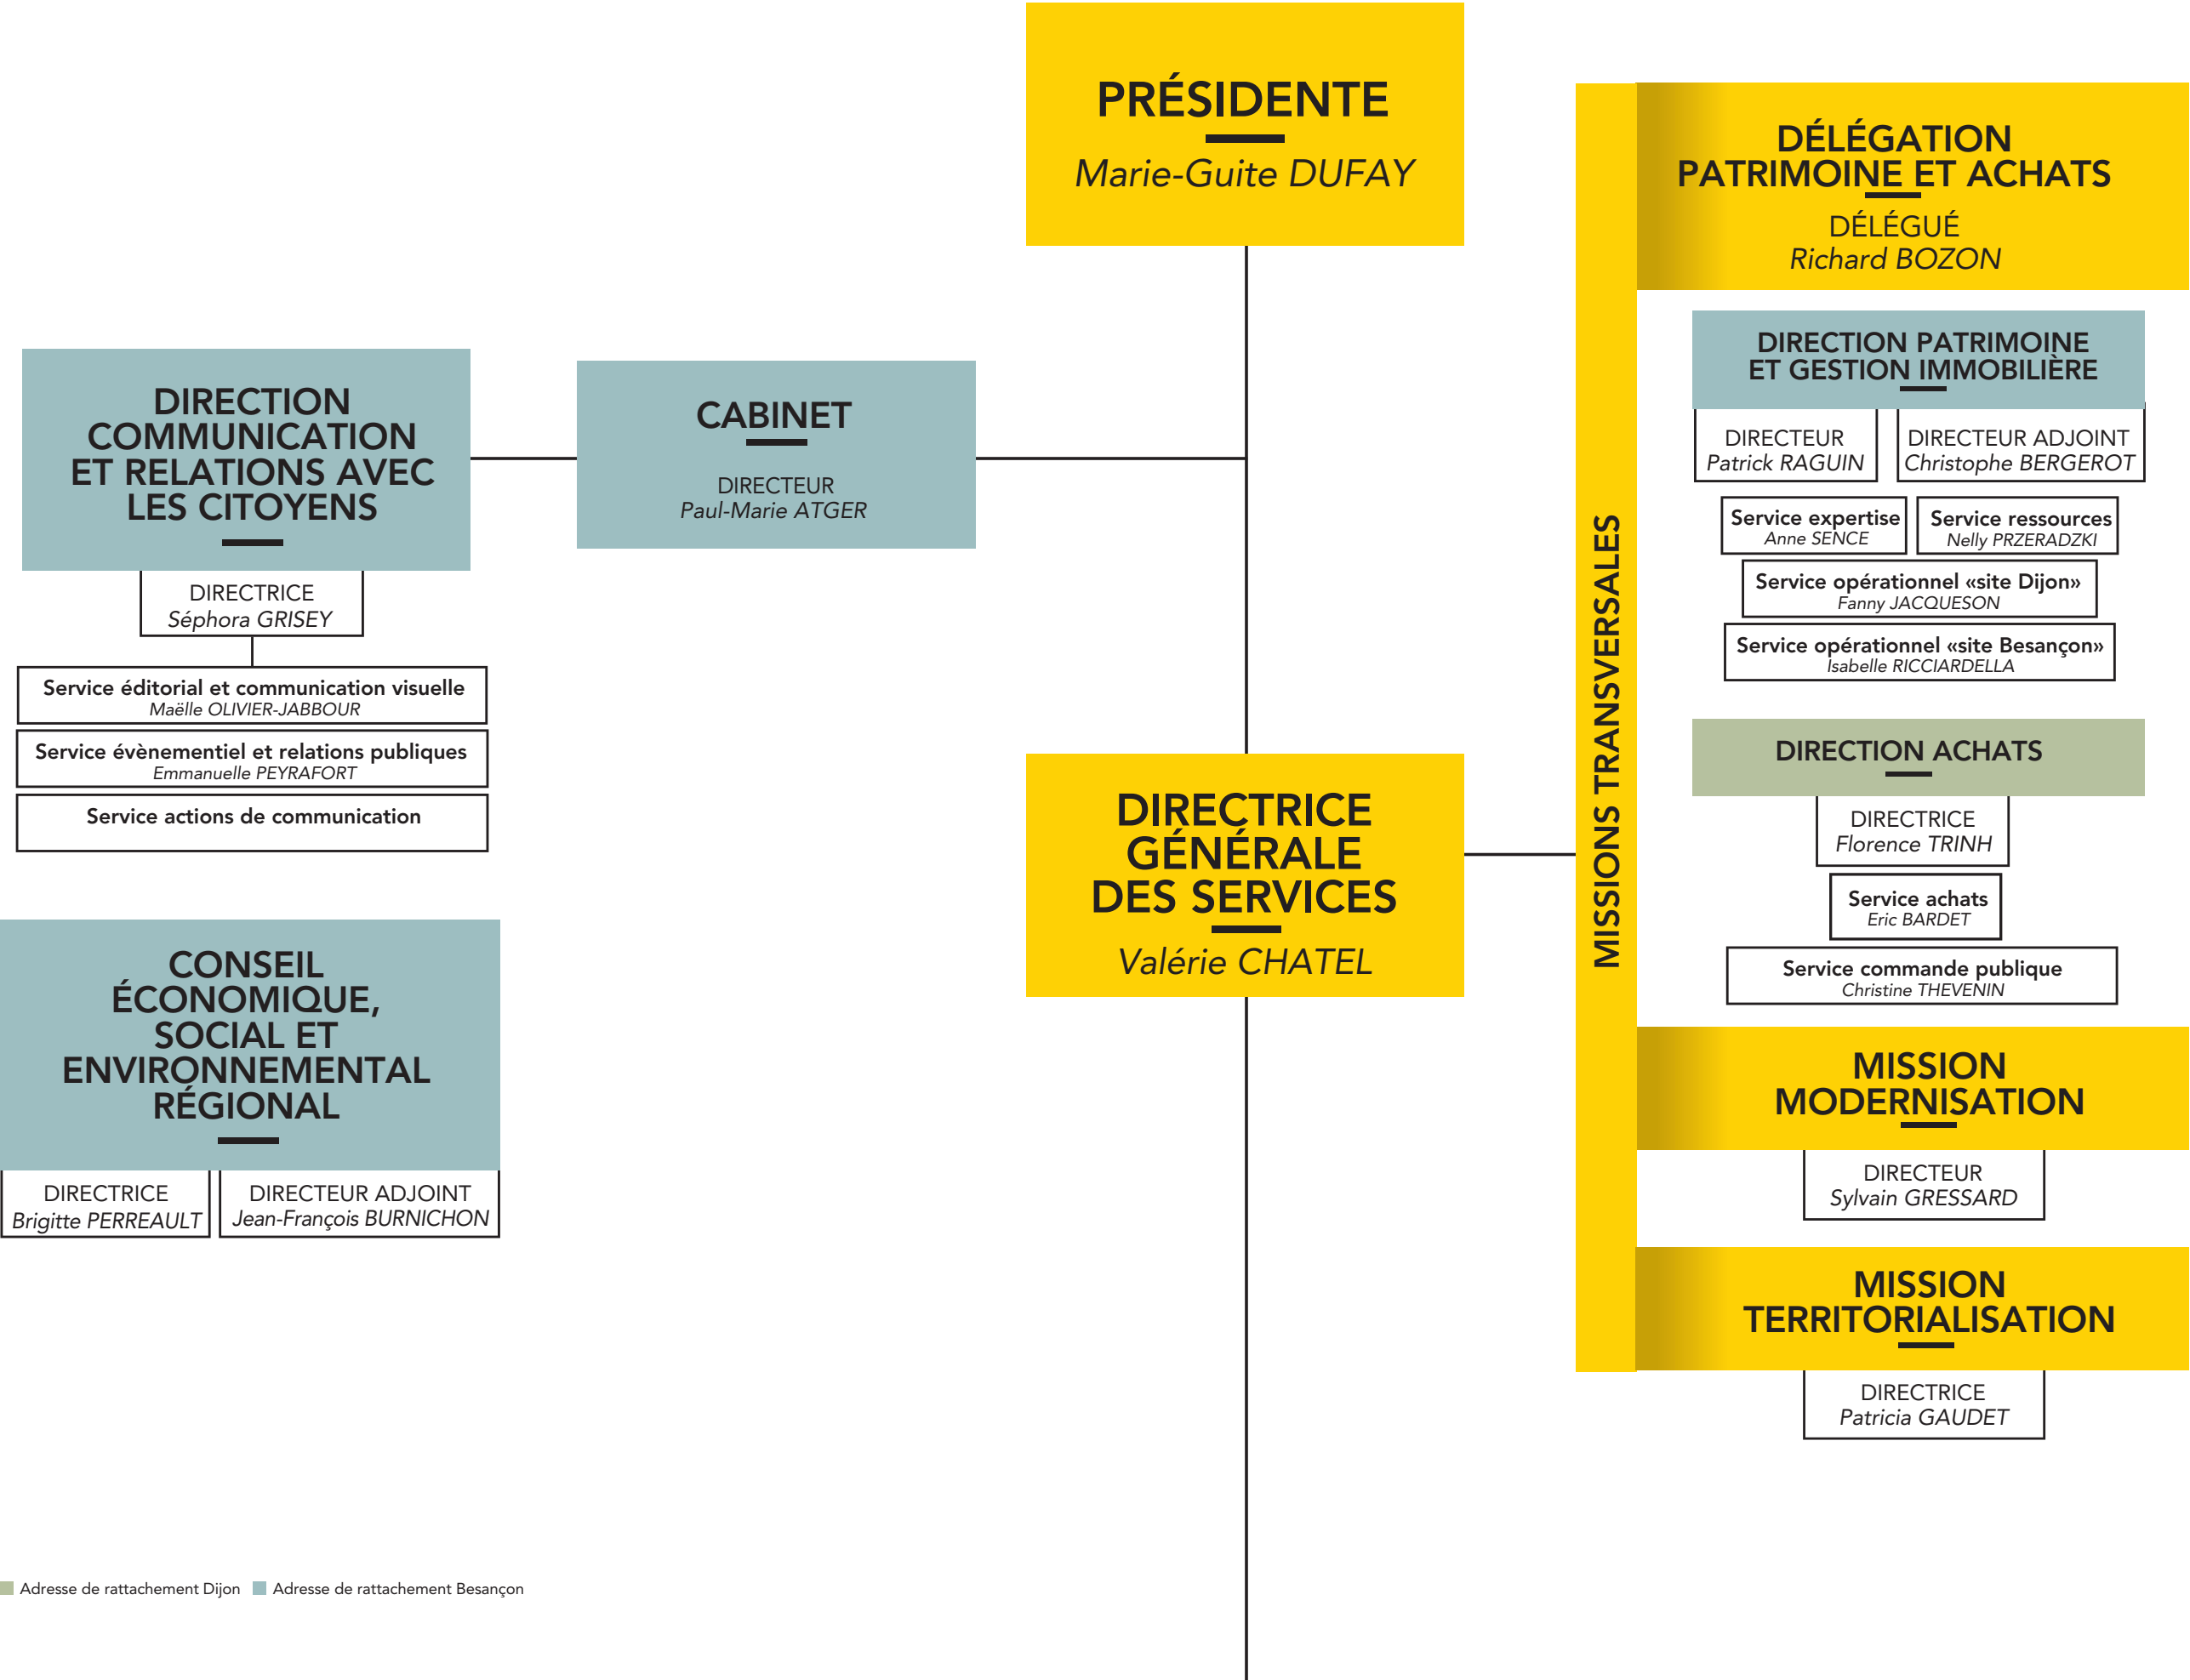 PRÉSIDENTE
Marie-Guite DUFAY
DIRECTION
COMMUNICATION
ET RELATIONS AVEC
LES CITOYENS
DIRECTRICE
Séphora GRISEY
Service éditorial et communication visuelle
Maëlle OLIVIER-JABBOUR
Service évènementiel et relations publiques
Emmanuelle PEYRAFORT
Service actions de communication
CABINET
DIRECTEUR
Paul-Marie ATGER
CONSEIL
ÉCONOMIQUE,
SOCIAL ET
ENVIRONNEMENTAL
RÉGIONAL
DIRECTRICE
Brigitte PERREAULT
DIRECTEUR ADJOINT
Jean-François BURNICHON
DIRECTRICE
GÉNÉRALE
DES SERVICES
Valérie CHATEL
MISSIONS TRANSVERSALES
DÉLÉGATION
PATRIMOINE ET ACHATS
DÉLÉGUÉ
Richard BOZON
DIRECTION PATRIMOINE
ET GESTION IMMOBILIÈRE
DIRECTEUR
Patrick RAGUIN
DIRECTEUR ADJOINT
Christophe BERGEROT
Service expertise
Anne SENCE
Service ressources
Nelly PRZERADZKI
Service opérationnel «site Dijon»
Fanny JACQUESON
Service opérationnel «site Besançon»
Isabelle RICCIARDELLA
DIRECTION ACHATS
DIRECTRICE
Florence TRINH
Service achats
Eric BARDET
Service commande publique
Christine THEVENIN
MISSION
MODERNISATION
DIRECTEUR
Sylvain GRESSARD
MISSION
TERRITORIALISATION
DIRECTRICE
Patricia GAUDET
Adresse de rattachement Dijon
Adresse de rattachement Besançon